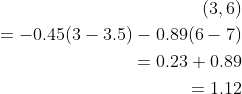 (3, 6)
= −0.45(3 − 3.5) − 0.89(6 − 7)
= 0.23 + 0.89
= 1.12